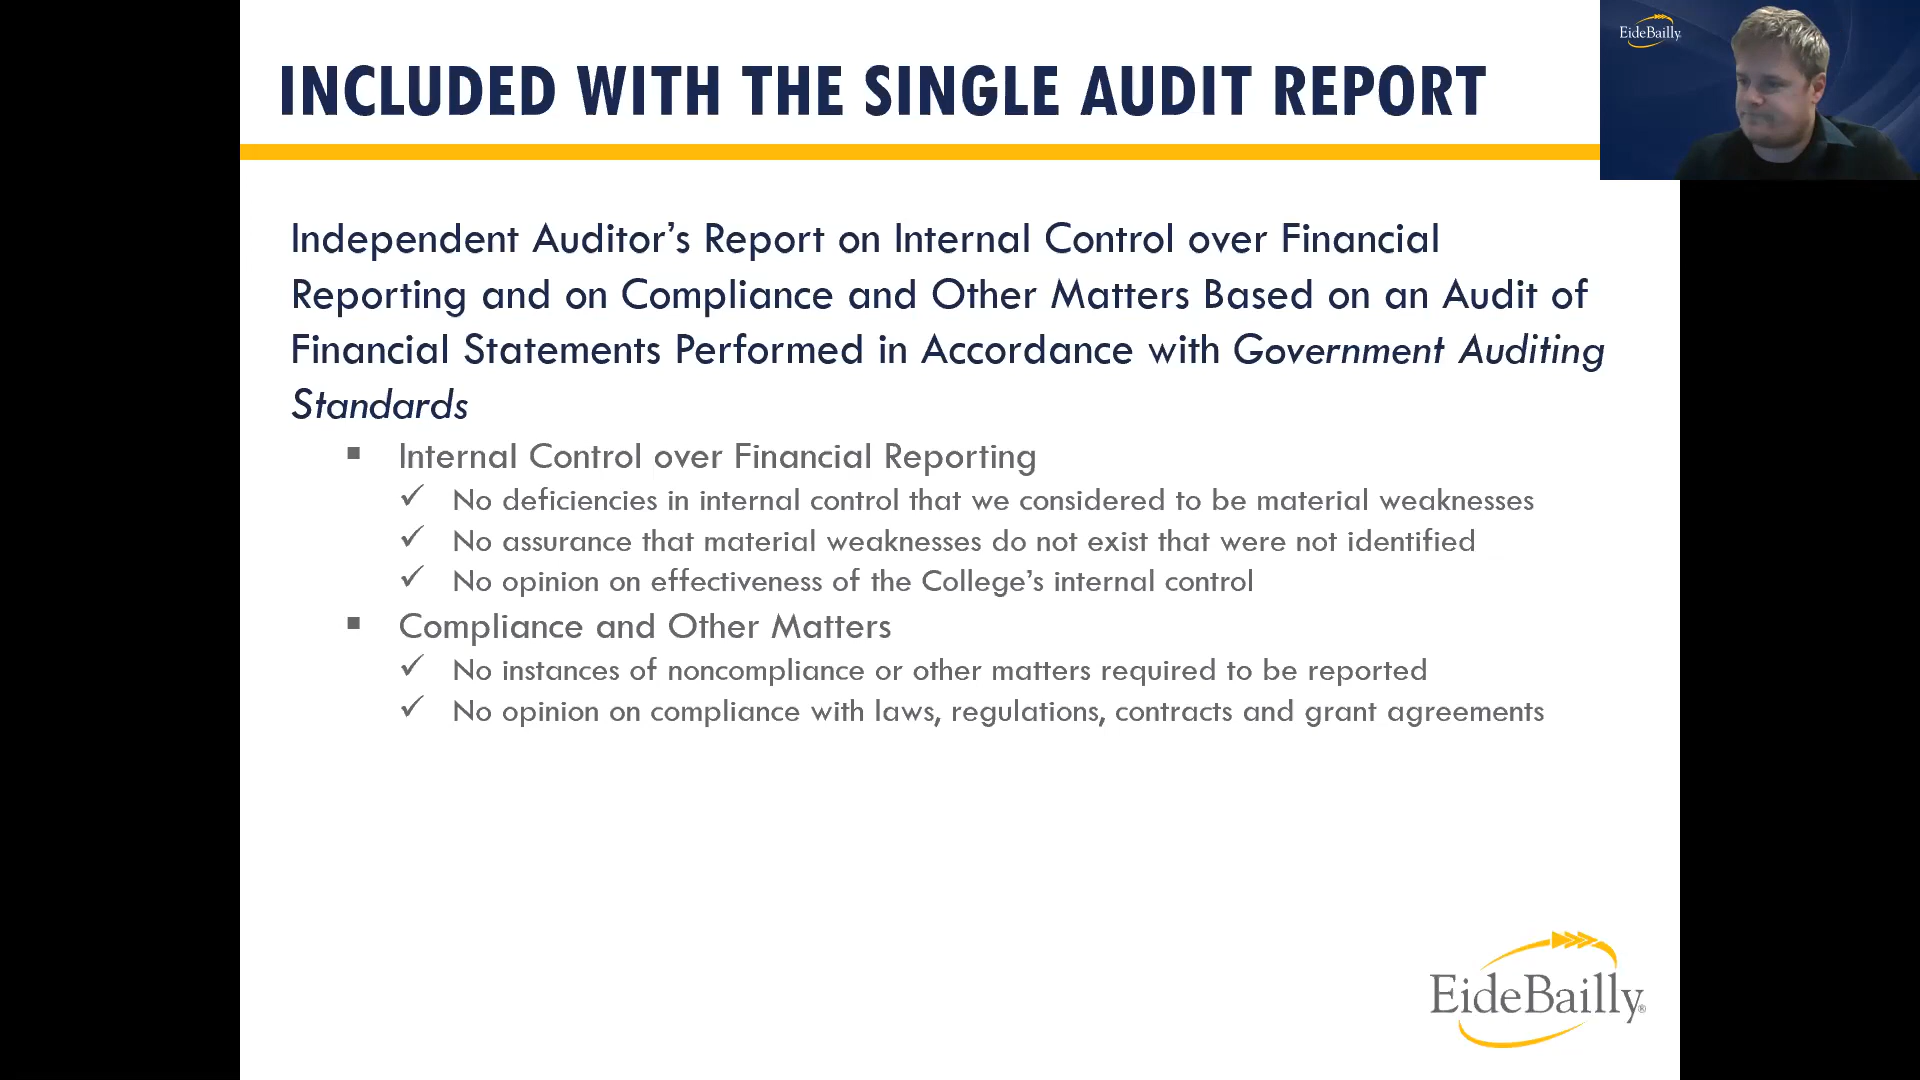 INCLUDED WITH THE SINGLE AUDIT REPORT
EideBailly
Independent Auditor’s Report on Internal Control over Financial
Reporting and on Compliance and Other Matters Based on an Audit of
Financial Statements Performed in Accordance with Government Auditing
Standards
▪ Internal Control over Financial Reporting
✓ No deficiencies in internal control that we considered to be material weaknesses
✓ No assurance that material weaknesses do not exist that were not identified
✓ No opinion on effectiveness of the College’s internal control
▪ Compliance and Other Matters
✓ No instances of noncompliance or other matters required to be reported
✓ No opinion on compliance with laws, regulations, contracts and grant agreements
EideBailly®